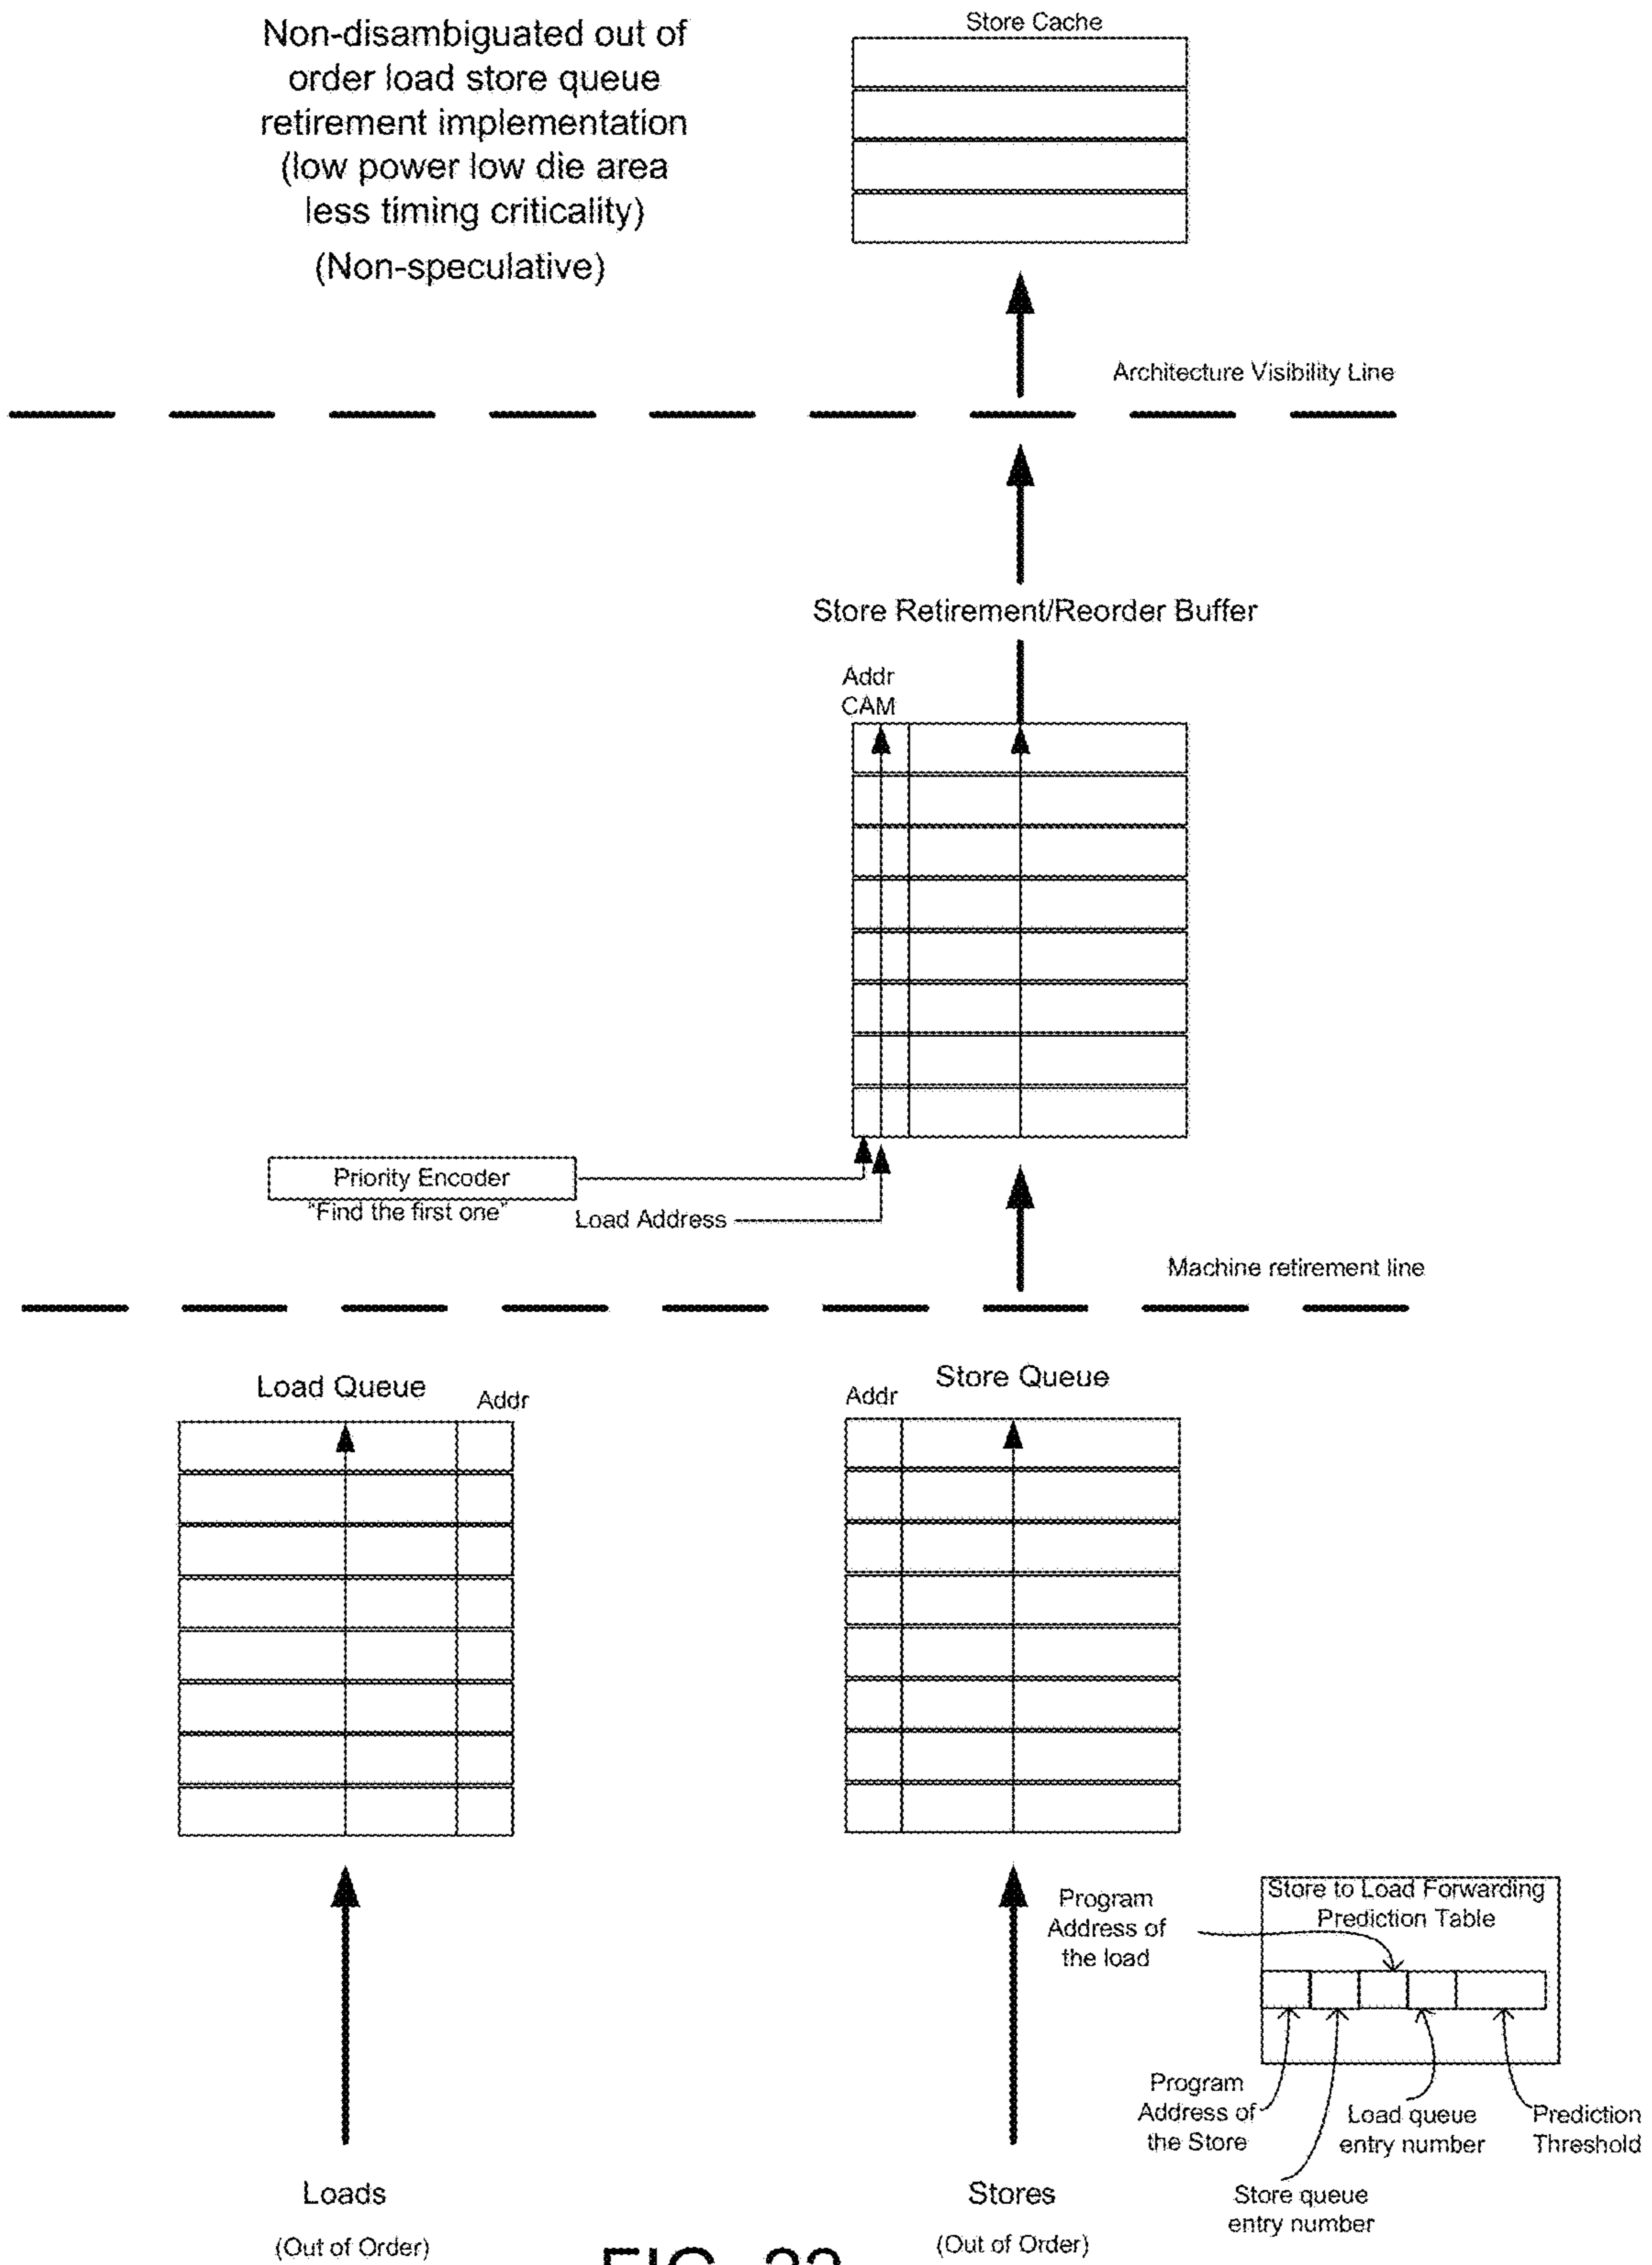 Non-disambiguated out of
order load store queue
retirement implementation
(low power low die area
less timing criticality)
(Non-speculative)
Store Cache
Architecture Visibility Line
Store Retirement/Reorder Buffer
Addr
CAM
Priority Encoder
"Find the first one"
Load Address
Machine retirement line
Load Queue
Addr
Store Queue
Addr
Program
Address of
the load
Store to Load Forwarding
Prediction Table
Program
Address of
the Store
Load queue
entry number
Prediction
Threshold
Store queue
entry number
Loads
(Out of Order)
Stores
(Out of Order)